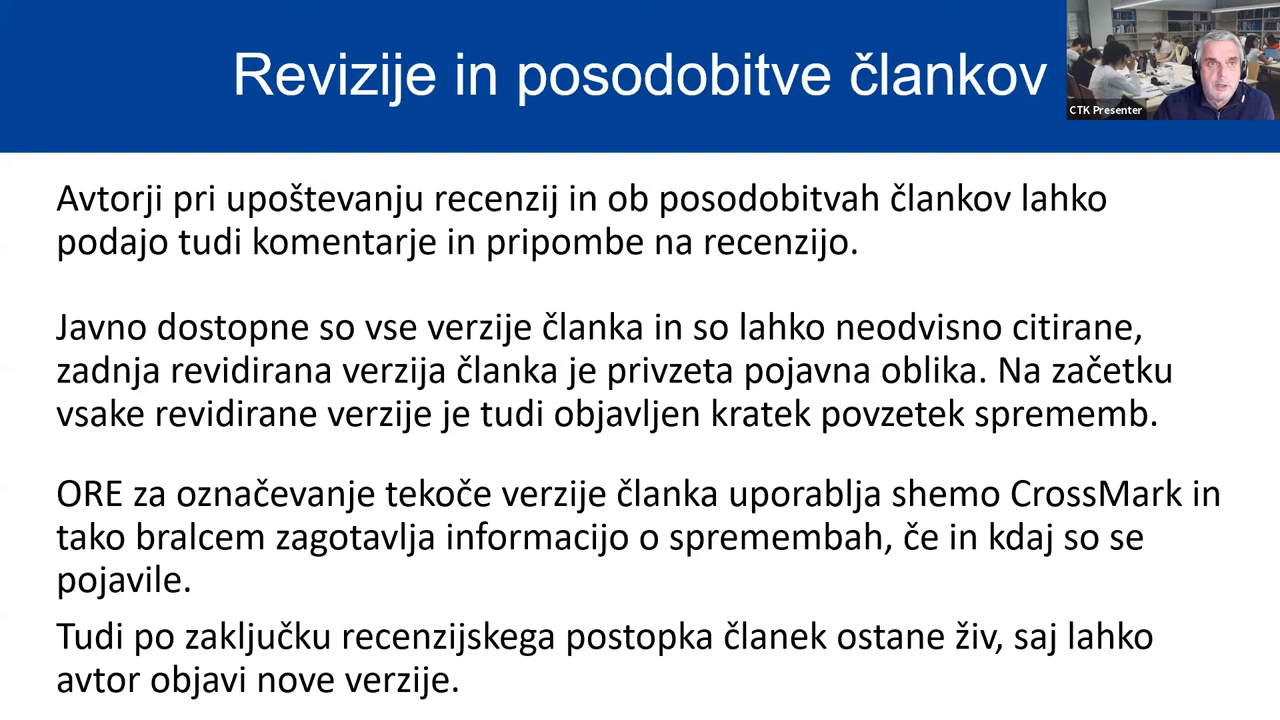 Revizije in posodobitve člankov
CTK Presenter
Avtorji pri upoštevanju recenzij in ob posodobitvah člankov lahko
podajo tudi komentarje in pripombe na recenzijo.
Javno dostopne so vse verzije članka in so lahko neodvisno citirane,
zadnja revidirana verzija članka je privzeta pojavna oblika. Na začetku
vsake revidirane verzije je tudi objavljen kratek povzetek sprememb.
ORE za označevanje tekoče verzije članka uporablja shemo CrossMark in
tako bralcem zagotavlja informacijo o spremembah, če in kdaj so se
pojavile.
Tudi po zaključku recenzijskega postopka članek ostane živ, saj lahko
avtor objavi nove verzije.